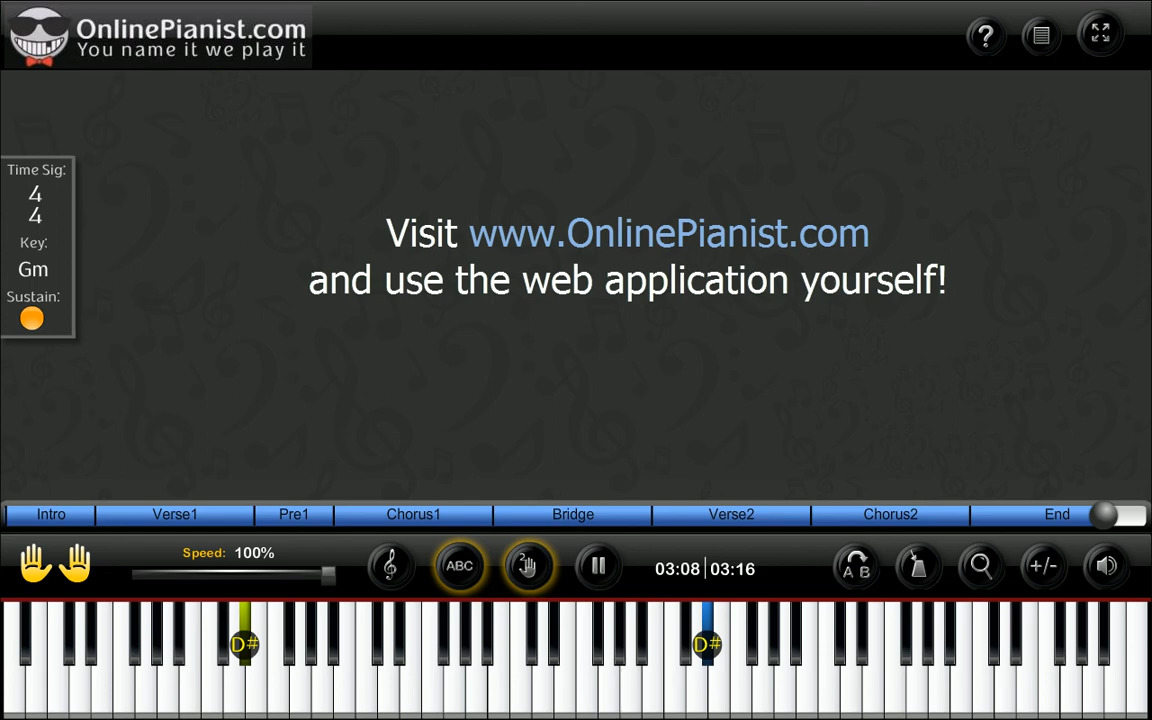 OnlinePianist.com
You name it we play it
?
Time Sig:
4
4
Key:
Gm
Sustain:
Visit www.OnlinePianist.com
and use the web application yourself!
Intro Verse1 Pre1 Chorus1 Bridge Verse2 Chorus2 End
Speed: 100%
ABC
2
03:08|03:16
A B
+/-
D# D#